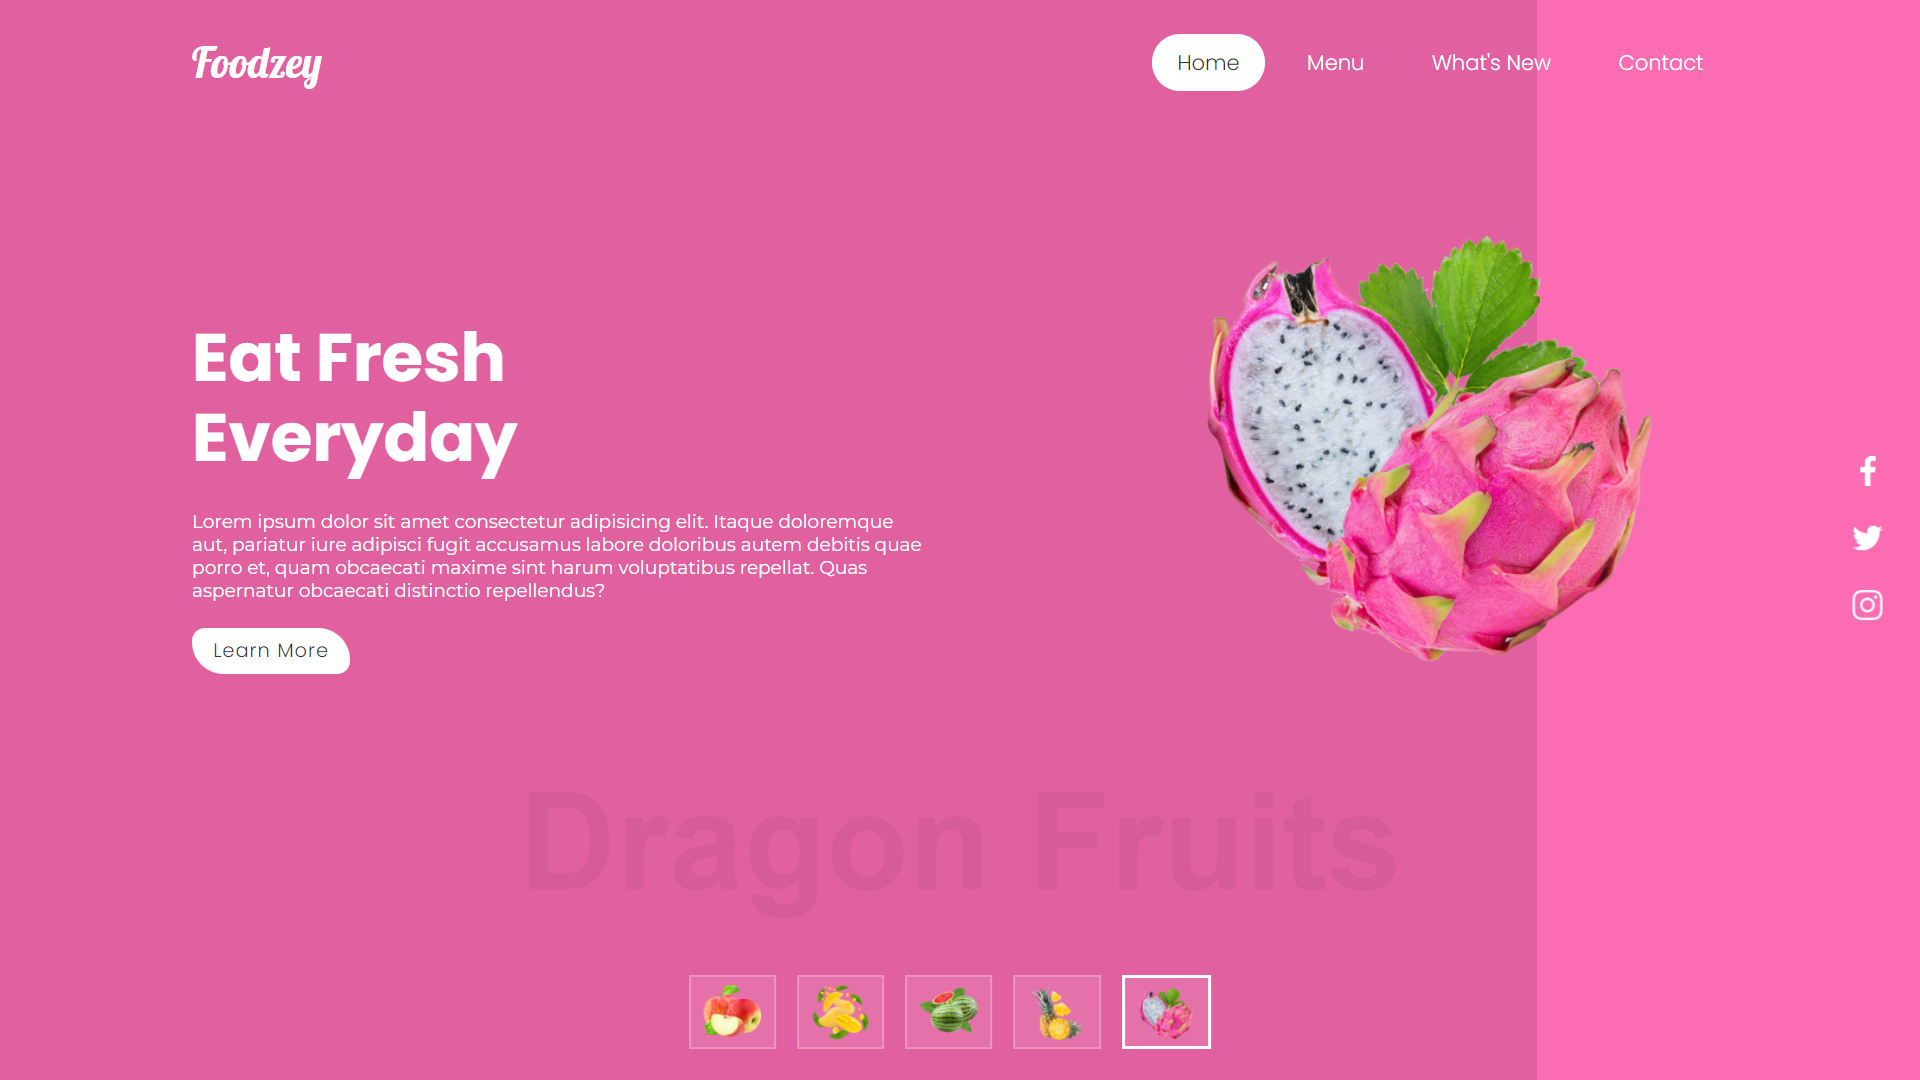 Foodzey
Home
Menu
What's New
Contact
Eat Fresh
Everyday
Lorem ipsum dolor sit amet consectetur adipisicing elit. Itaque doloremque
aut, pariatur iure adipisci fugit accusamus labore doloribus autem debitis quae
porro et, quam obcaecati maxime sint harum voluptatibus repellat. Quas
aspernatur obcaecati distinctio repellendus?
Learn More
Dragon Fruits